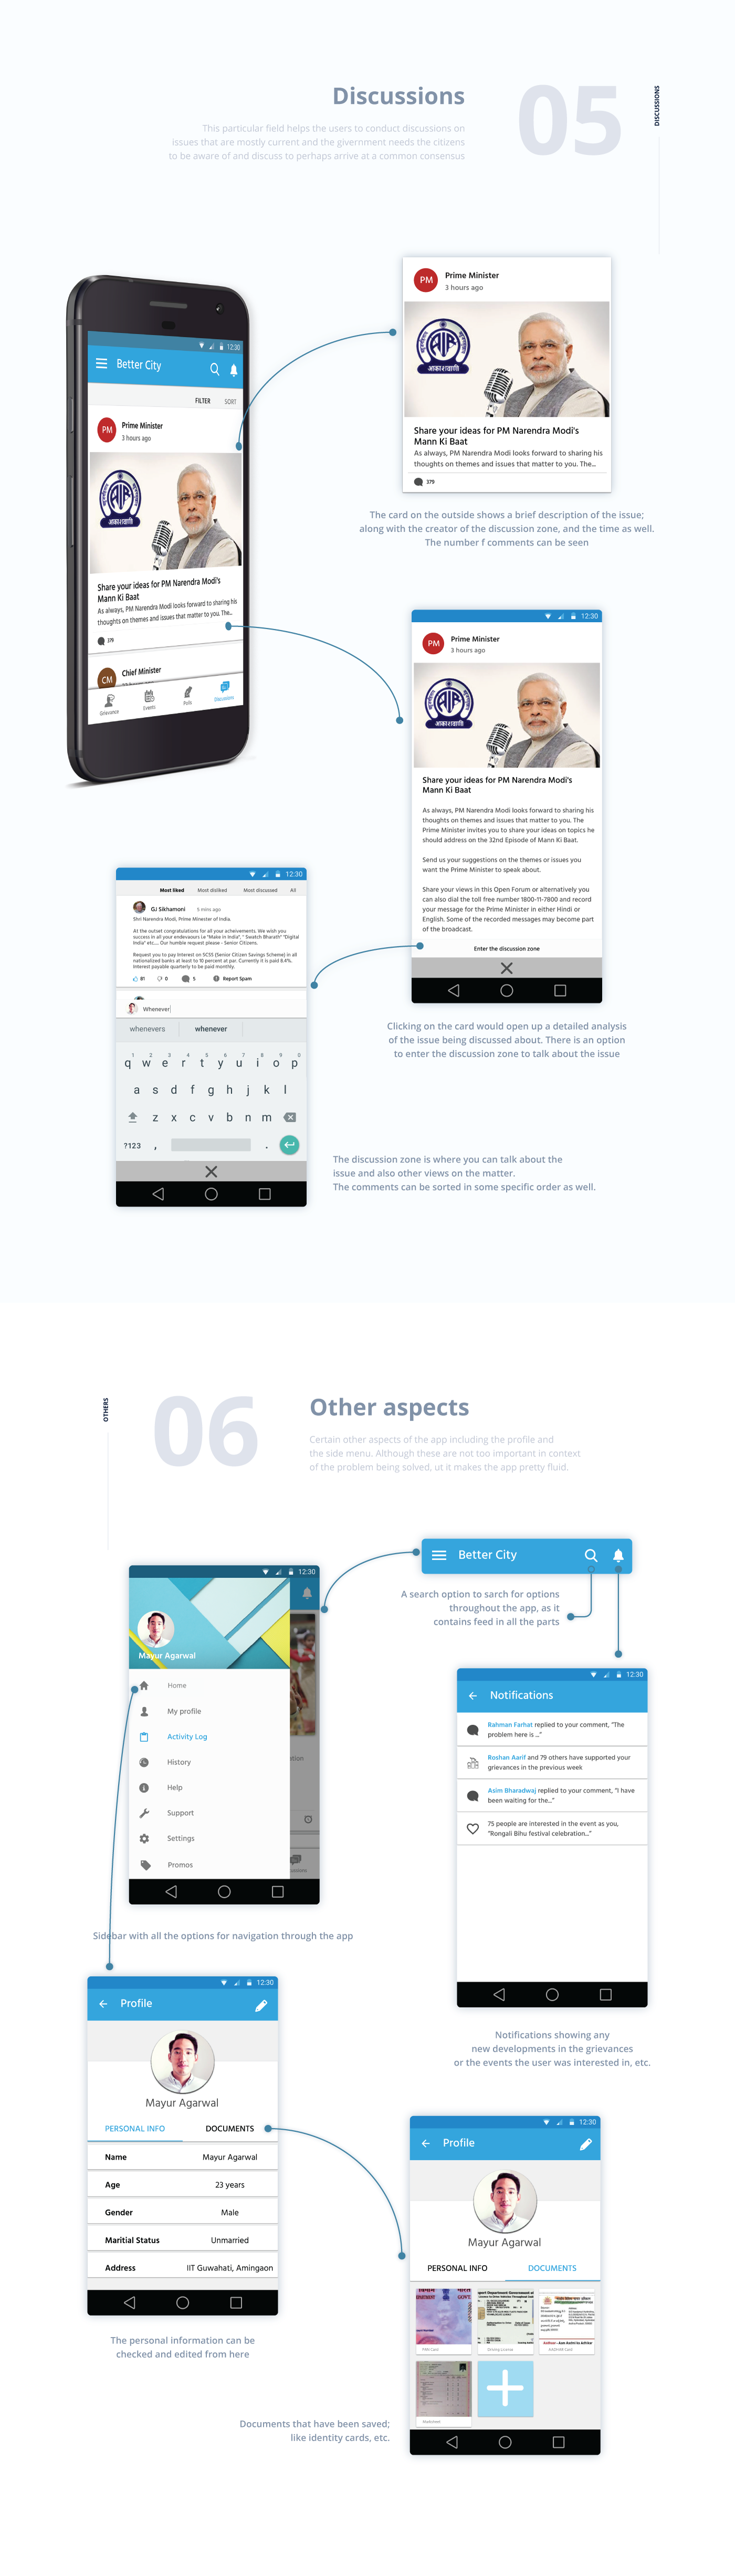 Discussions
05
DISCUSSIONS
This particular field helps the users to conduct discussions on
issues that are mostly current and the givernment needs the citizens
to be aware of and discuss to perhaps arrive at a common consensus
12:30
Better City
FILTER SORT
PM
Prime Minister
3 hours ago
आकाशवाणी
Share your ideas for PM Narendra Modi's
Mann Ki Baat
As always, PM Narendra Modi looks forward to sharing his
thoughts on themes and issues that matter to you. The...
379
CM
Chief Minister
Grievance Events Polls Discussions
PM
Prime Minister
3 hours ago
आकाशवाणी
Share your ideas for PM Narendra Modi's
Mann Ki Baat
As always, PM Narendra Modi looks forward to sharing his
thoughts on themes and issues that matter to you. The...
379
The card on the outside shows a brief description of the issue;
along with the creator of the discussion zone, and the time as well.
The number f comments can be seen
12:30
PM
Prime Minister
3 hours ago
आकाशवाणी
Share your ideas for PM Narendra Modi's
Mann Ki Baat
As always, PM Narendra Modi looks forward to sharing his
thoughts on themes and issues that matter to you. The
Prime Minister invites you to share your ideas on topics he
should address on the 32nd Episode of Mann Ki Baat.
Send us your suggestions on the themes or issues you
want the Prime Minister to speak about.
Share your views in this Open Forum or alternatively you
can also dial the toll free number 1800-11-7800 and record
your message for the Prime Minister in either Hindi or
English. Some of the recorded messages may become part
of the broadcast.
Enter the discussion zone
Clicking on the card would open up a detailed analysis
of the issue being discussed about. There is an option
to enter the discussion zone to talk about the issue
12:30
Most liked Most disliked Most discussed All
GJ Sikhamoni 5 mins ago
Shri Narendra Modi, Prime Minester of India.
At the outset congratulations for all your achievements. We wish you
success in all your endeavours i.e "Make in India", " Swatch Bharath" "Digital
India" etc.... Our humble request please - Senior Citizens.
Request you to pay Interest on SCSS (Senior Citizen Savings Scheme) in all
nationalized banks at least to 10 percent at par. Currently it is paid 8.4%.
Interest payable quarterly to be paid monthly.
81 0 5 Report Spam
Whenever
whenevers whenever
1 2 3 4 5 6 7 8 9 0
q w e r t y u i o p
a s d f g h j k l
z x c v b n m
?123 , .
The discussion zone is where you can talk about the
issue and also other views on the matter.
The comments can be sorted in some specific order as well.
OTHERS
06
Other aspects
Certain other aspects of the app including the profile and
the side menu. Although these are not too important in context
of the problem being solved, ut it makes the app pretty fluid.
Better City
A search option to sarch for options
throughout the app, as it
contains feed in all the parts
12:30
Mayur Agarwal
Home
My profile
Activity Log
History
Help
Support
Settings
Promos
Sidebar with all the options for navigation through the app
12:30
Notifications
Rahman Farhat replied to your comment, "The
problem here is ..."
Roshan Aarif and 79 others have supported your
grievances in the previous week
Asim Bharadwaj replied to your comment, "I have
been waiting for the..."
75 people are interested in the event as you,
"Rongali Bihu festival celebration..."
Notifications showing any
new developments in the grievances
or the events the user was interested in, etc.
12:30
Profile
Mayur Agarwal
PERSONAL INFO DOCUMENTS
Name Mayur Agarwal
Age 23 years
Gender Male
Maritial Status Unmarried
Address IIT Guwahati, Amingaon
The personal information can be
checked and edited from here
12:30
Profile
Mayur Agarwal
PERSONAL INFO DOCUMENTS
PAN Card
Driving License
AADHAR Card
Marksheet
Documents that have been saved;
like identity cards, etc.